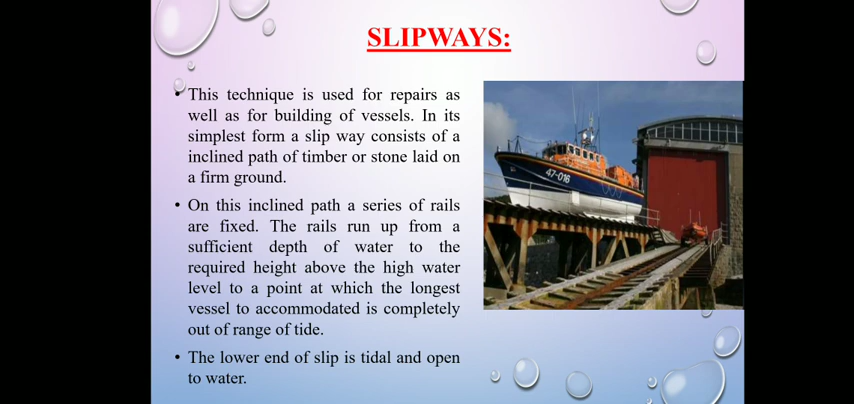 SLIPWAYS:
• This technique is used for repairs as
well as for building of vessels. In its
simplest form a slip way consists of a
inclined path of timber or stone laid on
a firm ground.
• On this inclined path a series of rails
are fixed. The rails run up from a
sufficient depth of water to the
required height above the high water
level to a point at which the longest
vessel to accommodated is completely
out of range of tide.
• The lower end of slip is tidal and open
to water.
47-016